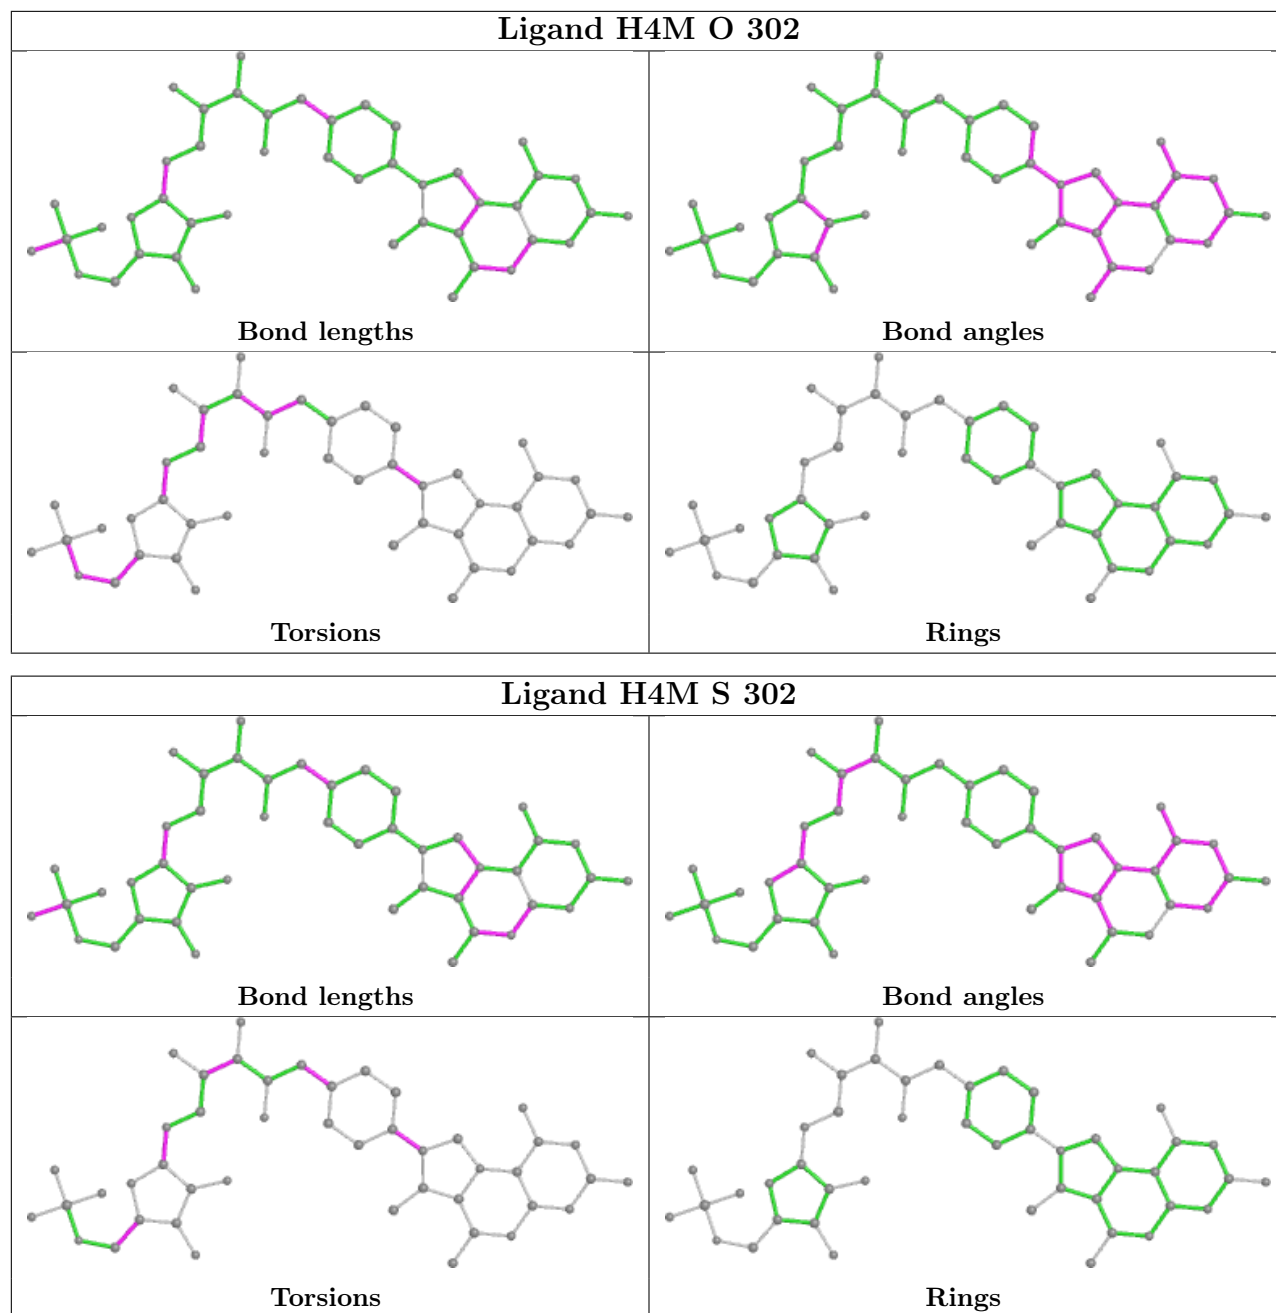 Ligand H4M O 302
Bond lengths
Bond angles
Torsions
Rings
Ligand H4M S 302
Bond lengths
Bond angles
Torsions
Rings